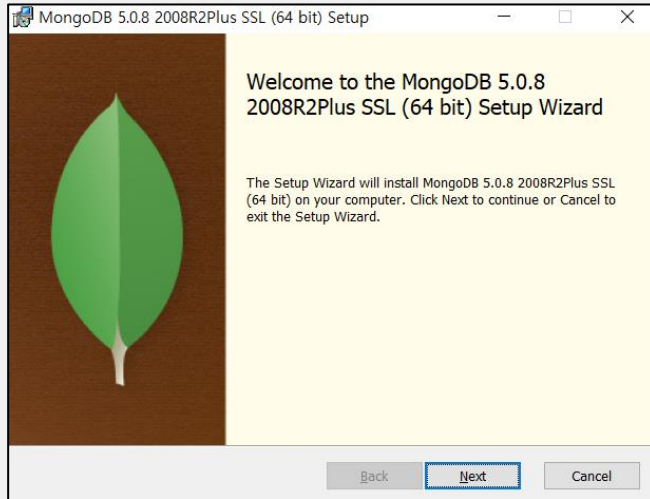 MongoDB 5.0.8 2008R2Plus SSL (64 bit) Setup
Welcome to the MongoDB 5.0.8
2008R2Plus SSL (64 bit) Setup Wizard
The Setup Wizard will install MongoDB 5.0.8 2008R2Plus SSL
(64 bit) on your computer. Click Next to continue or Cancel to
exit the Setup Wizard.
Back
Next
Cancel